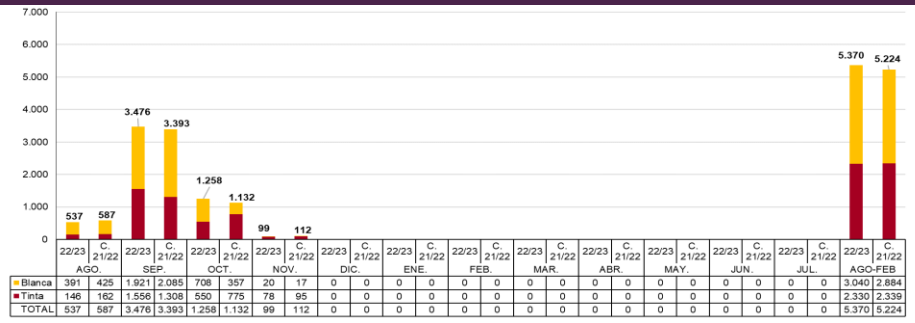 7.000
6.000
5.000
4.000
3.000
2.000
1.000
0
537 587
3.476 3.393
1.258 1.132
99 112
5.370 5.224
22/23 C. 21/22 22/23 C. 21/22 22/23 C. 21/22 22/23 C. 21/22 22/23 C. 21/22 22/23 C. 21/22 22/23 C. 21/22 22/23 C. 21/22 22/23 C. 21/22 22/23 C. 21/22 22/23 C. 21/22 22/23 C. 21/22 22/23 C. 21/22
AGO. SEP. OCT. NOV. DIC. ENE. FEB. MAR. ABR. MAY. JUN. JUL. AGO-FEB
Blanca 391 425 1.921 2.085 708 357 20 17 0 0 0 0 0 0 0 0 0 0 0 0 0 0 0 0 3.040 2.884
Tinta 146 162 1.556 1.308 550 775 78 95 0 0 0 0 0 0 0 0 0 0 0 0 0 0 0 0 2.330 2.339
TOTAL 537 587 3.476 3.393 1.258 1.132 99 112 0 0 0 0 0 0 0 0 0 0 0 0 0 0 0 0 5.370 5.224